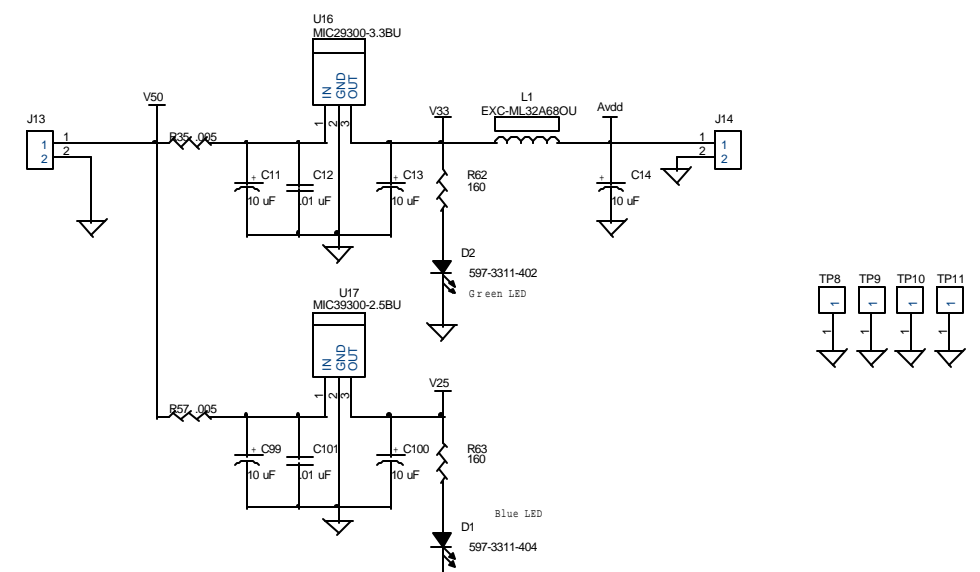 U16
MIC29300-3.3BU
IN
GND
OUT
1
2
3
J13
1
2
1
2
V50
R35 .005
C11
10 uF
C12
.01 uF
C13
10 uF
V33
R62
160
L1
EXC-ML32A68OU
Avdd
C14
10 uF
J14
1
2
1
2
D2
597-3311-402
Green LED
U17
MIC39300-2.5BU
IN
GND
OUT
1
2
3
TP8
TP9
TP10
TP11
1
1
1
1
1
1
1
1
V25
R57 .005
C99
10 uF
C101
.01 uF
C100
10 uF
R63
160
Blue LED
D1
597-3311-404